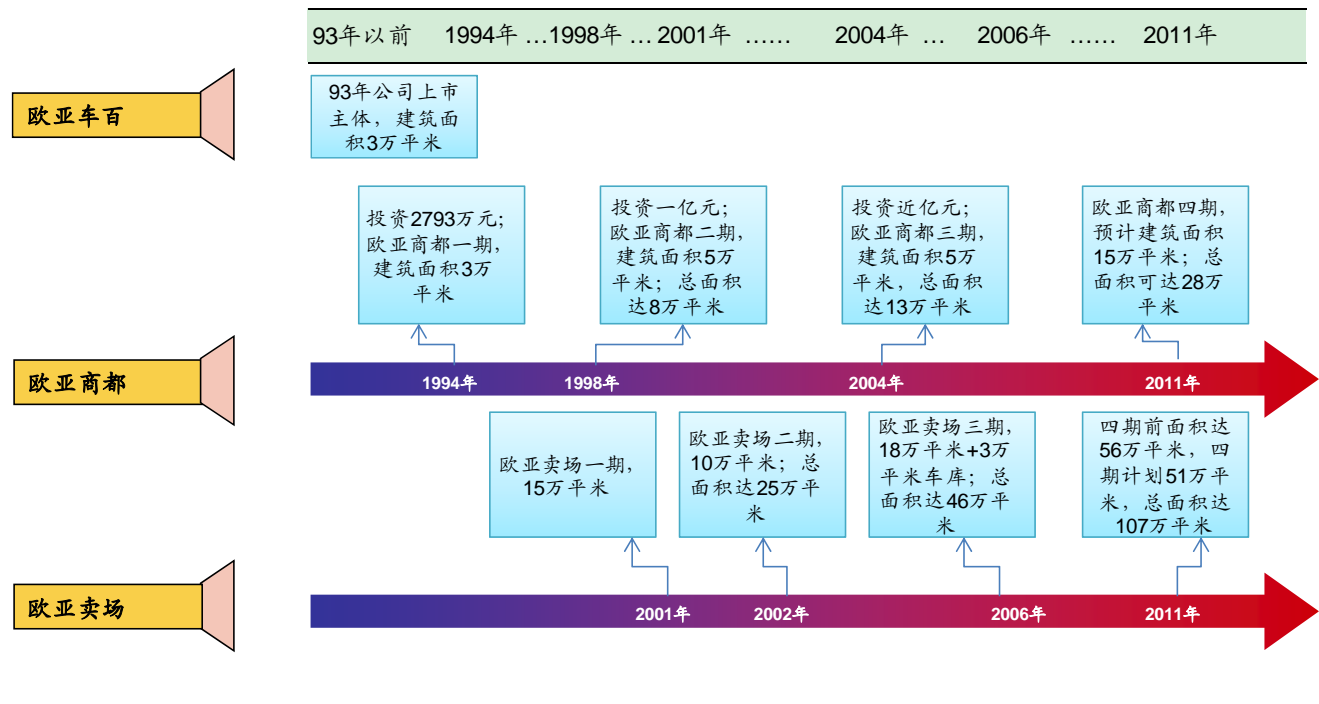 93年以前 1994年 …1998年 … 2001年 …… 2004年 … 2006年 …… 2011年
欧亚车百
93年公司上市
主体，建筑面
积3万平米
投资2793万元；
欧亚商都一期，
建筑面积3万
平米
投资一亿元；
欧亚商都二期，
建筑面积5万
平米；总面积
达8万平米
投资近亿元；
欧亚商都三期，
建筑面积5万
平米，总面积
达13万平米
欧亚商都四期，
预计建筑面积
15万平米；总
面积可达28万
平米
欧亚商都
1994年 1998年 2004年 2011年
欧亚卖场一期，
15万平米
欧亚卖场二期，
10万平米；总
面积达25万平
米
欧亚卖场三期，
18万平米+3万
平米车库；总
面积达46万平
米
四期前面积达
56万平米，四
期计划51万平
米，总面积达
107万平米
欧亚卖场
2001年 2002年 2006年 2011年